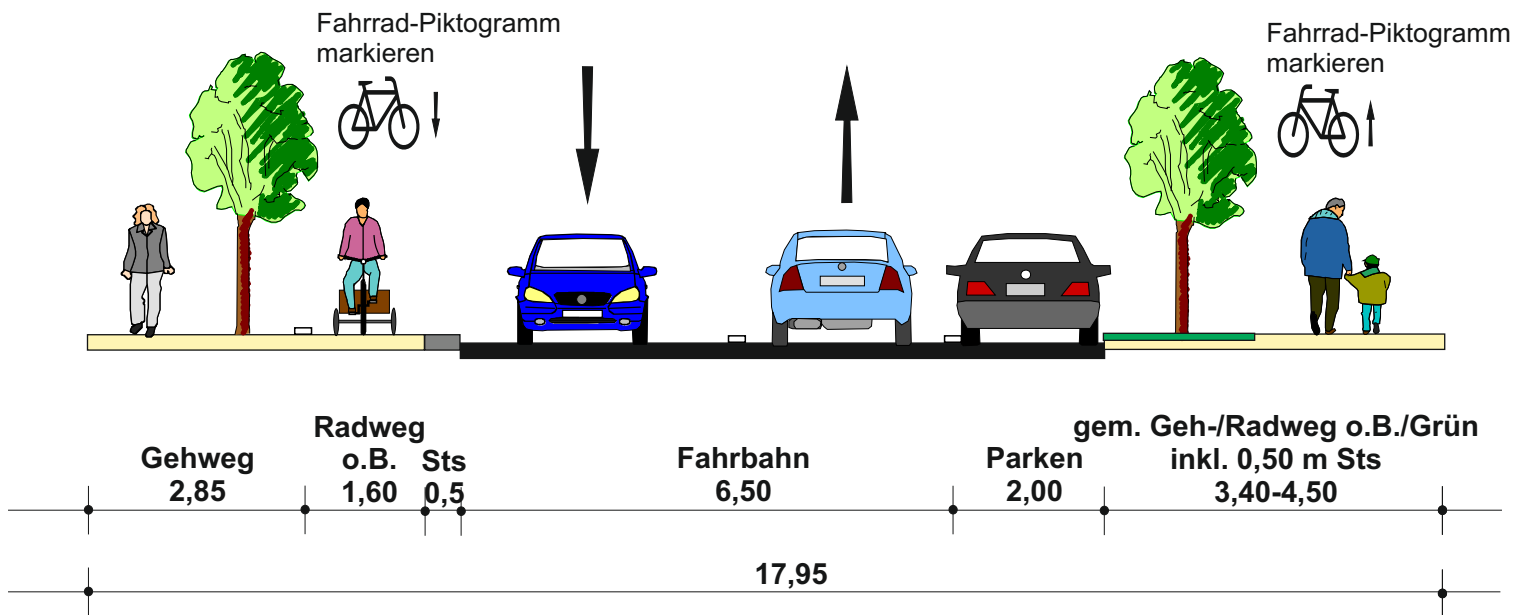 Fahrrad-Piktogramm
markieren
Fahrrad-Piktogramm
markieren
Gehweg
2,85
Radweg
o.B.
1,60
Sts
0,5
Fahrbahn
6,50
Parken
2,00
gem. Geh-/Radweg o.B./Grün
inkl. 0,50 m Sts
3,40-4,50
17,95